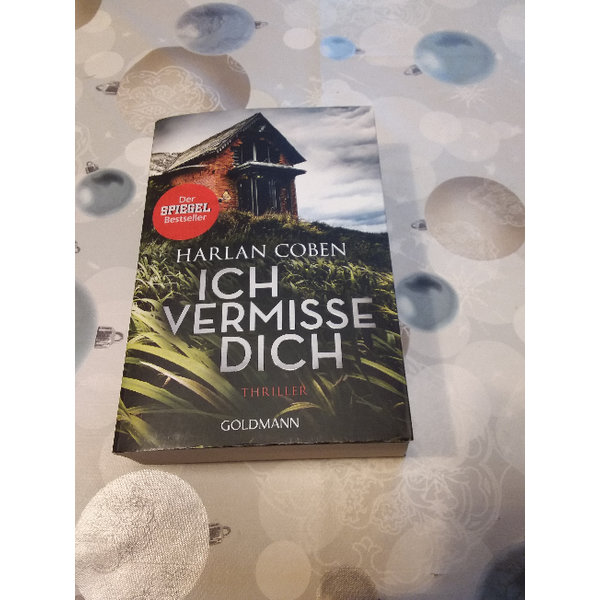 Der
SPIEGEL
Bestseller
HARLAN COBEN
ICH
VERMISSE
DICH
THRILLER
GOLDMANN